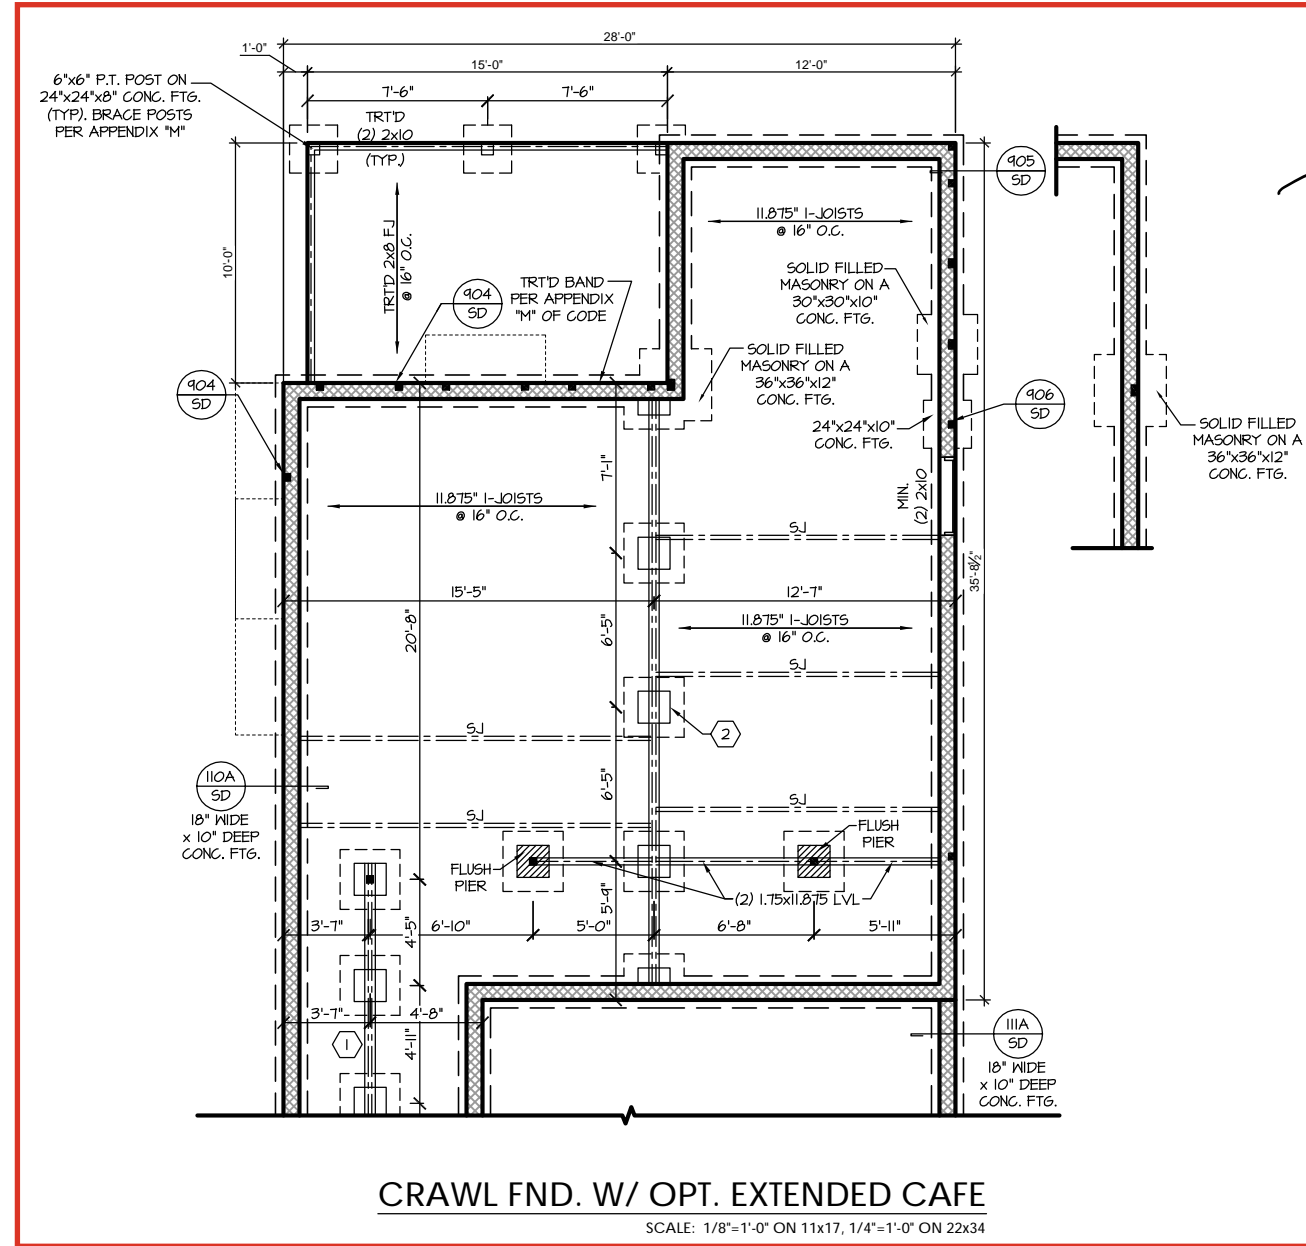 28'-0"
1'-0"
15'-0"
12'-0"
7'-6"
7'-6"
6"x6" P.T. POST ON
24"x24"x8" CONC. FTG.
(TYP). BRACE POSTS
PER APPENDIX "M"
TRT'D
(2) 2x10
(TYP.)
905
SD
10'-0"
TRT'D 2x8 FJ
@ 16" O.C.
11.875" I-JOISTS
@ 16" O.C.
904
SD
TRT'D BAND
PER APPENDIX
"M" OF CODE
SOLID FILLED
MASONRY ON A
30"x30"x10"
CONC. FTG.
SOLID FILLED
MASONRY ON A
36"x36"x12"
CONC. FTG.
904
SD
906
SD
24"x24"x10"
CONC. FTG.
SOLID FILLED
MASONRY ON A
36"x36"x12"
CONC. FTG.
7'-1"
MIN.
(2) 2x10
11.875" I-JOISTS
@ 16" O.C.
SJ
35'-8½"
15'-5"
12'-7"
20'-8"
6'-5"
11.875" I-JOISTS
@ 16" O.C.
SJ
SJ
2
110A
SD
18" WIDE
x 10" DEEP
CONC. FTG.
6'-5"
SJ
SJ
FLUSH
PIER
FLUSH
PIER
(2) 1.75x11.875 LVL
5'-9"
3'-7"
4'-5"
6'-10"
5'-0"
6'-8"
5'-11"
3'-7"
4'-8"
1
4'-11"
111A
SD
18" WIDE
x 10" DEEP
CONC. FTG.
CRAWL FND. W/ OPT. EXTENDED CAFE
SCALE: 1/8"=1'-0" ON 11x17, 1/4"=1'-0" ON 22x34